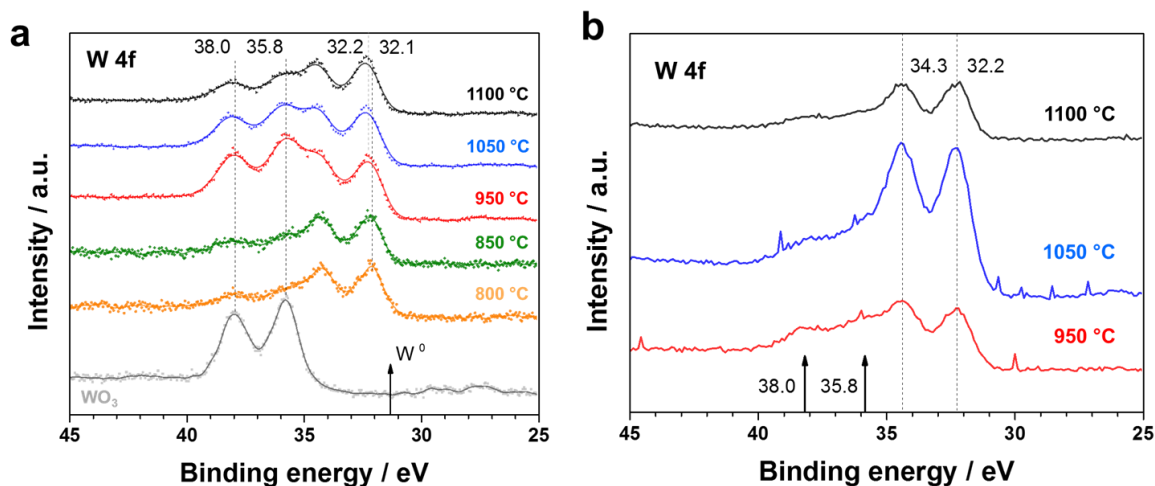 a
W 4f
38.0 35.8 32.2 32.1
1100 °C
1050 °C
950 °C
850 °C
800 °C
W 0
WO3
45 40 35 30 25
Binding energy / eV
Intensity / a.u.
b
W 4f
34.3 32.2
1100 °C
1050 °C
950 °C
38.0 35.8
45 40 35 30 25
Binding energy / eV
Intensity / a.u.